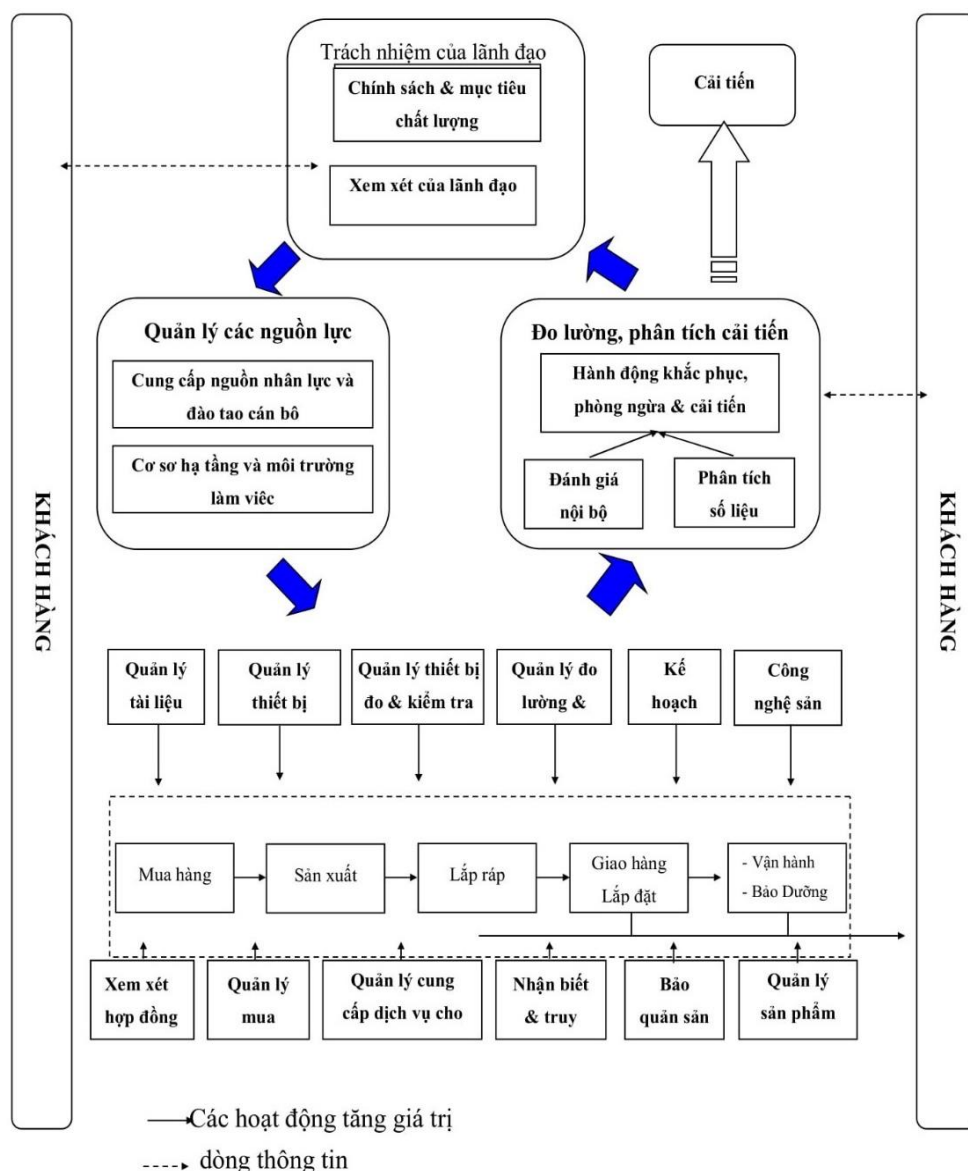 Trách nhiệm của lãnh đạo
Chính sách & mục tiêu
chất lượng
Xem xét của lãnh đạo
Cải tiến
Quản lý các nguồn lực
Cung cấp nguồn nhân lực và
đào tao cán bô
Cơ sơ hạ tầng và môi trường
làm viêc
Đo lường, phân tích cải tiến
Hành động khắc phục,
phòng ngừa & cải tiến
Đánh giá
nội bộ
Phân tích
số liệu
KHÁCH HÀNG
KHÁCH HÀNG
Quản lý
tài liệu
Quản lý
thiết bị
Quản lý thiết bị
đo & kiểm tra
Quản lý đo
lường &
Kế
hoạch
Công
nghệ sản
Mua hàng
Sản xuất
Lắp ráp
Giao hàng
Lắp đặt
- Vận hành
- Bảo Dưỡng
Xem xét
hợp đồng
Quản lý
mua
Quản lý cung
cấp dịch vụ cho
Nhận biết
& truy
Bảo
quản sản
Quản lý
sản phẩm
Các hoạt động tăng giá trị
dòng thông tin